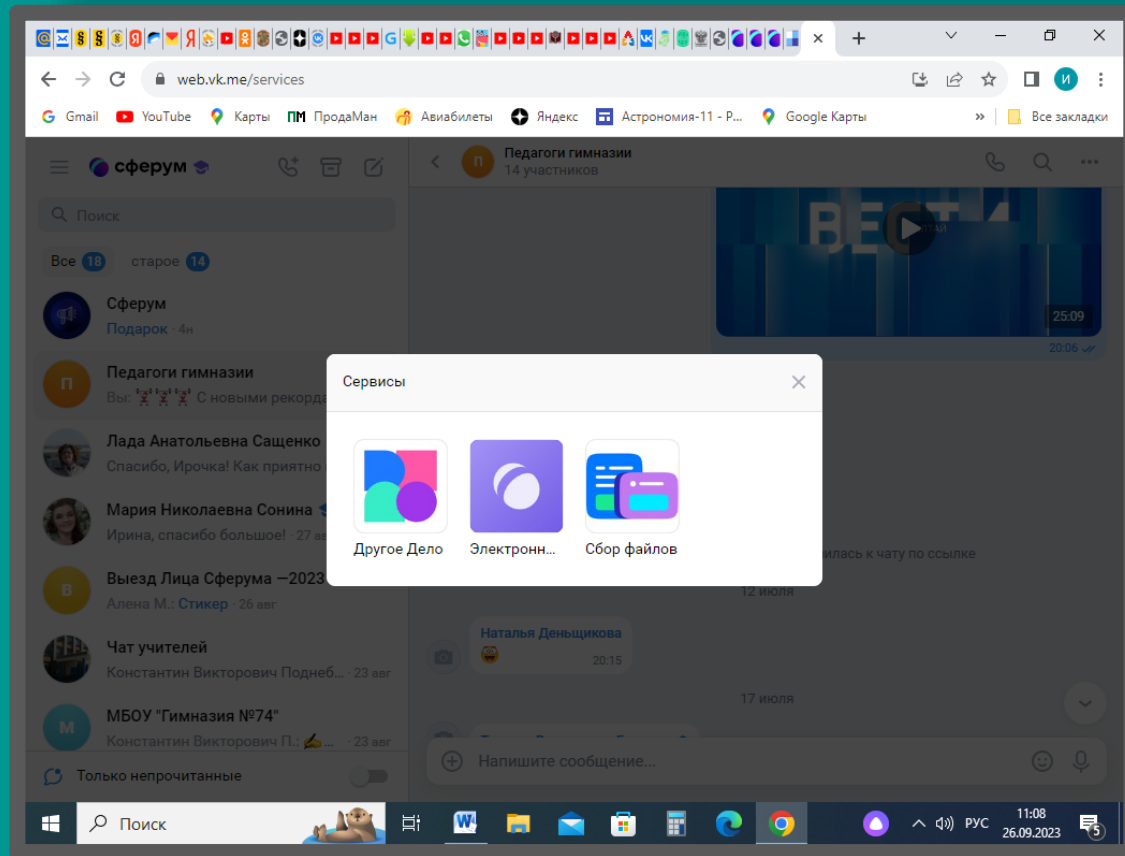 web.vk.me/services
И
Gmail
YouTube
Карты
ПМ ПродаМан
Авиабилеты
Яндекс
Астрономия-11 - Р...
Google Карты
»
Все закладки
сферум
Педагоги гимназии
14 участников
Поиск
ВЕСТИ
Все 18
старое 14
25:09
20:06
Сферум
Подарок · 4н
Педагоги гимназии
Вы: С новыми рекорда
П
Лада Анатольевна Сащенко
Спасибо, Ирочка! Как приятно
Мария Николаевна Сонина
Ирина, спасибо большое! · 27 ав
Выезд Лица Сферума —2023
Алена М.: Стикер · 26 авг
В
Чат учителей
Константин Викторович Поднеб... · 23 авг
МБОУ "Гимназия №74"
Константин Викторович П.: ✍... · 23 авг
М
Только непрочитанные
Сервисы
Другое Дело
Электронн...
Сбор файлов
илась к чату по ссылке
12 июля
Наталья Деньщикова
20:15
17 июля
Напишите сообщение...
Поиск
РУС
11:08
26.09.2023
5